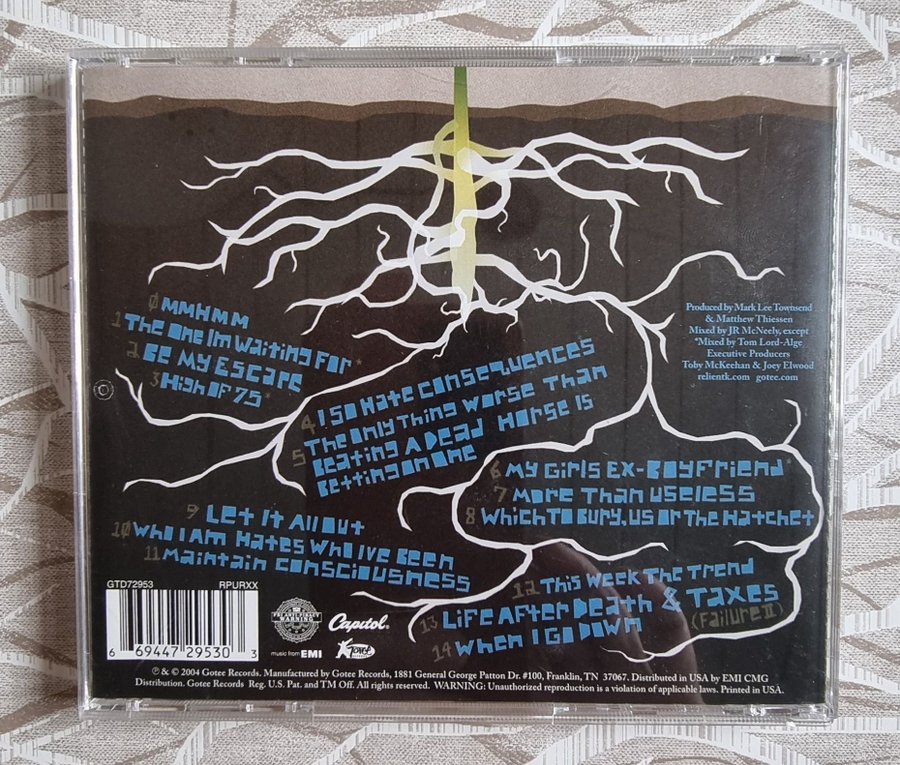 0 MMHMM
1 The One Im Waiting For *
2 Be My Escape
3 High Of 75 *
4 I So Hate Consequences
5 The Only Thing Worse Than
Beating A Dead Horse Is
Betting On One
6 My Girls Ex-Boyfriend *
7 More Than Useless
8 Which To Bury, Us Or The Hatchet
9 Let It All Out
10 Who I Am Hates Who Ive Been
11 Maintain Consciousness
12 This Week The Trend
13 Life After Death & Taxes
(Failure II)
14 When I Go Down
Produced by Mark Lee Townsend
& Matthew Thiessen
Mixed by JR McNeely, except
*Mixed by Tom Lord-Alge
Executive Producers
Toby McKeehan & Joey Elwood
relientk.com gotee.com
GTD72953 RPURXX
6 69447 29530 3
FBI ANTI-PIRACY
WARNING
Capitol®
music from EMI
Gotee
℗ & © 2004 Gotee Records. Manufactured by Gotee Records, 1881 General George Patton Dr. #100, Franklin, TN 37067. Distributed in USA by EMI CMG
Distribution. Gotee Records Reg. U.S. Pat. and TM Off. All rights reserved. WARNING: Unauthorized reproduction is a violation of applicable laws. Printed in USA.